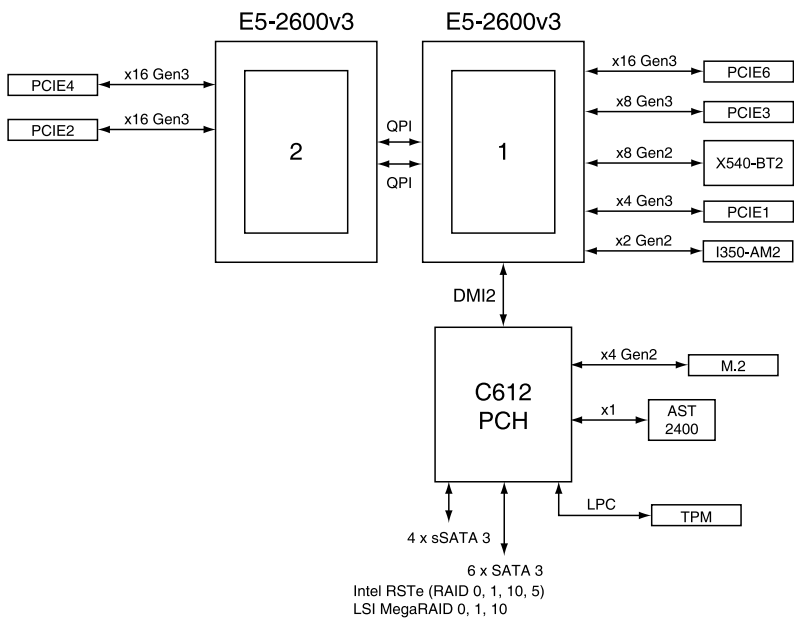 E5-2600v3
E5-2600v3
PCIE4
x16 Gen3
PCIE2
x16 Gen3
2
QPI
QPI
1
x16 Gen3
PCIE6
x8 Gen3
PCIE3
x8 Gen2
X540-BT2
x4 Gen3
PCIE1
x2 Gen2
I350-AM2
DMI2
C612
PCH
x4 Gen2
M.2
x1
AST
2400
LPC
TPM
4 x sSATA 3
6 x SATA 3
Intel RSTe (RAID 0, 1, 10, 5)
LSI MegaRAID 0, 1, 10